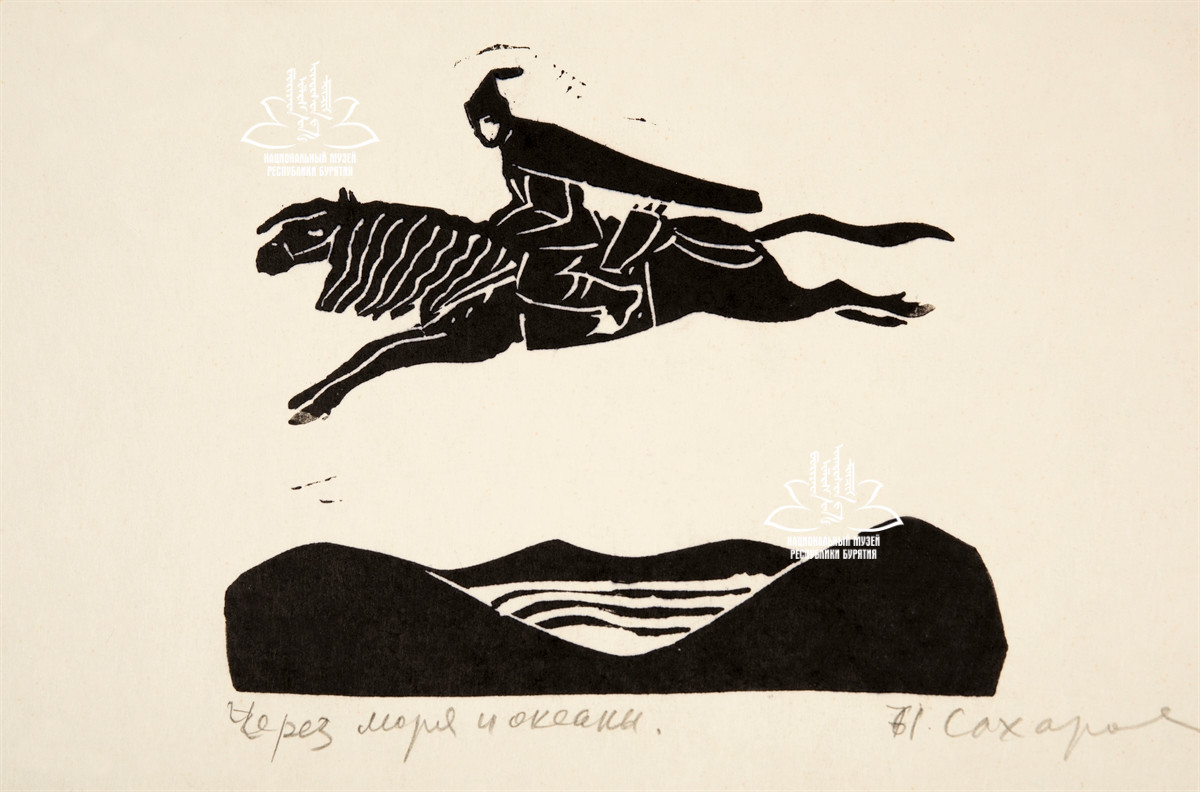 НАЦИОНАЛЬНЫЙ МУЗЕЙ
РЕСПУБЛИКИ БУРЯТИЯ
НАЦИОНАЛЬНЫЙ МУЗЕЙ
РЕСПУБЛИКИ БУРЯТИЯ
Через моря и океаны.
Сахаров